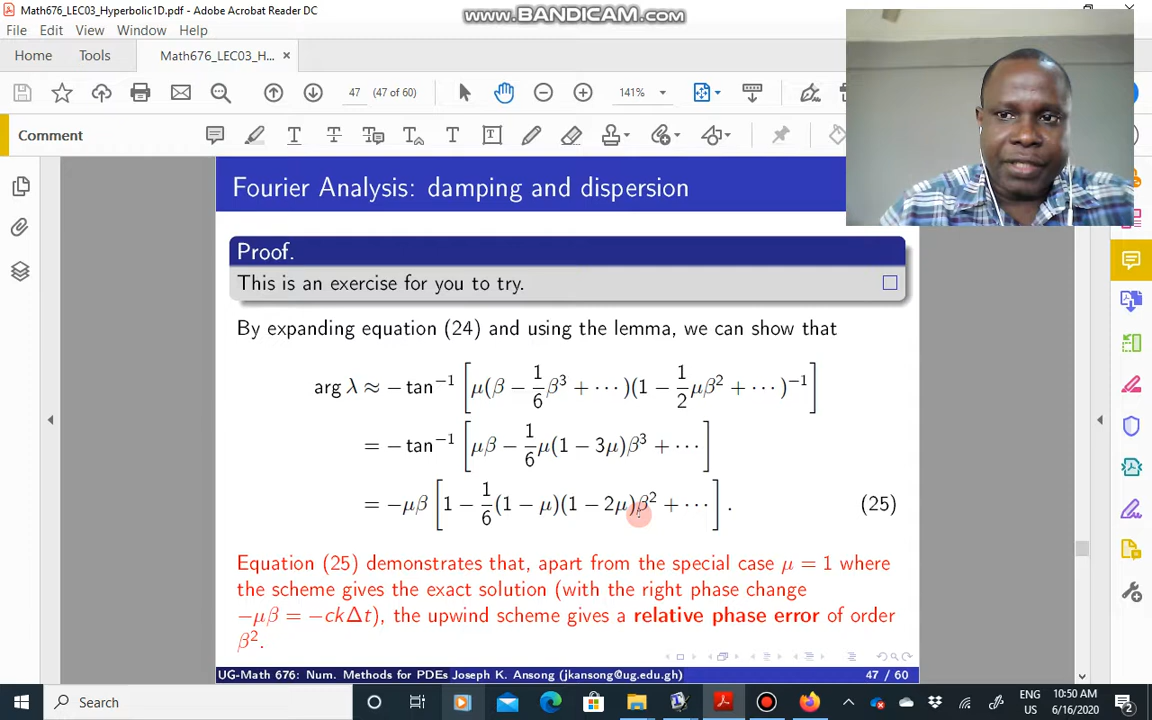 Math676_LEC03_Hyperbolic1D.pdf - Adobe Acrobat Reader DC
www.BANDICAM.com
File Edit View Window Help
Home Tools Math676_LEC03_H... ×
47 (47 of 60) 141%
Comment
Fourier Analysis: damping and dispersion
Proof.
This is an exercise for you to try. □
By expanding equation (24) and using the lemma, we can show that
arg λ ≈ − tan⁻¹ [μ(β − 1/6 β³ + ···)(1 − 1/2 μβ² + ···)⁻¹]
= − tan⁻¹ [μβ − 1/6 μ(1 − 3μ)β³ + ···]
= −μβ [1 − 1/6 (1 − μ)(1 − 2μ)β² + ···] . (25)
Equation (25) demonstrates that, apart from the special case μ = 1 where
the scheme gives the exact solution (with the right phase change
−μβ = −ckΔt), the upwind scheme gives a relative phase error of order
β².
UG-Math 676: Num. Methods for PDEs Joseph K. Ansong (jkansong@ug.edu.gh) 47 / 60
Search
ENG
US
10:50 AM
6/16/2020
2